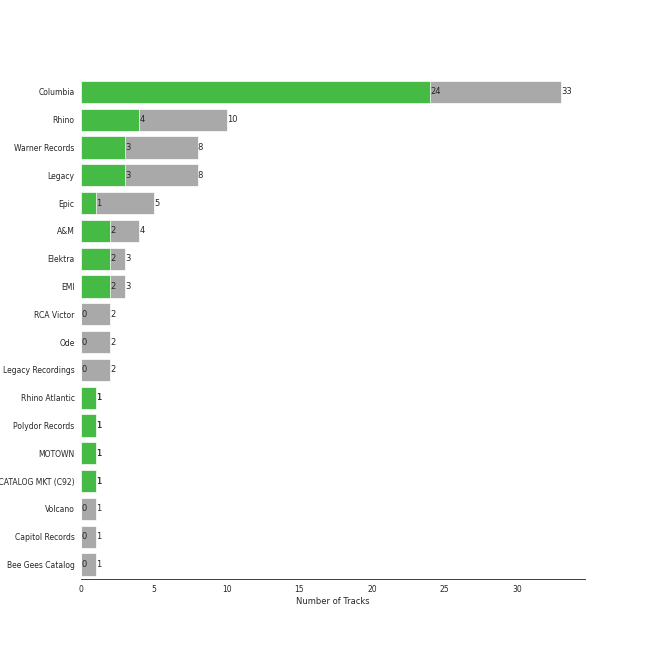 Columbia 24 33
Rhino 4 10
Warner Records 3 8
Legacy 3 8
Epic 1 5
A&M 2 4
Elektra 2 3
EMI 2 3
RCA Victor 0 2
Ode 0 2
Legacy Recordings 0 2
Rhino Atlantic 1
Polydor Records 1
MOTOWN 1
CATALOG MKT (C92) 1
Volcano 0 1
Capitol Records 0 1
Bee Gees Catalog 0 1
0 5 10 15 20 25 30
Number of Tracks